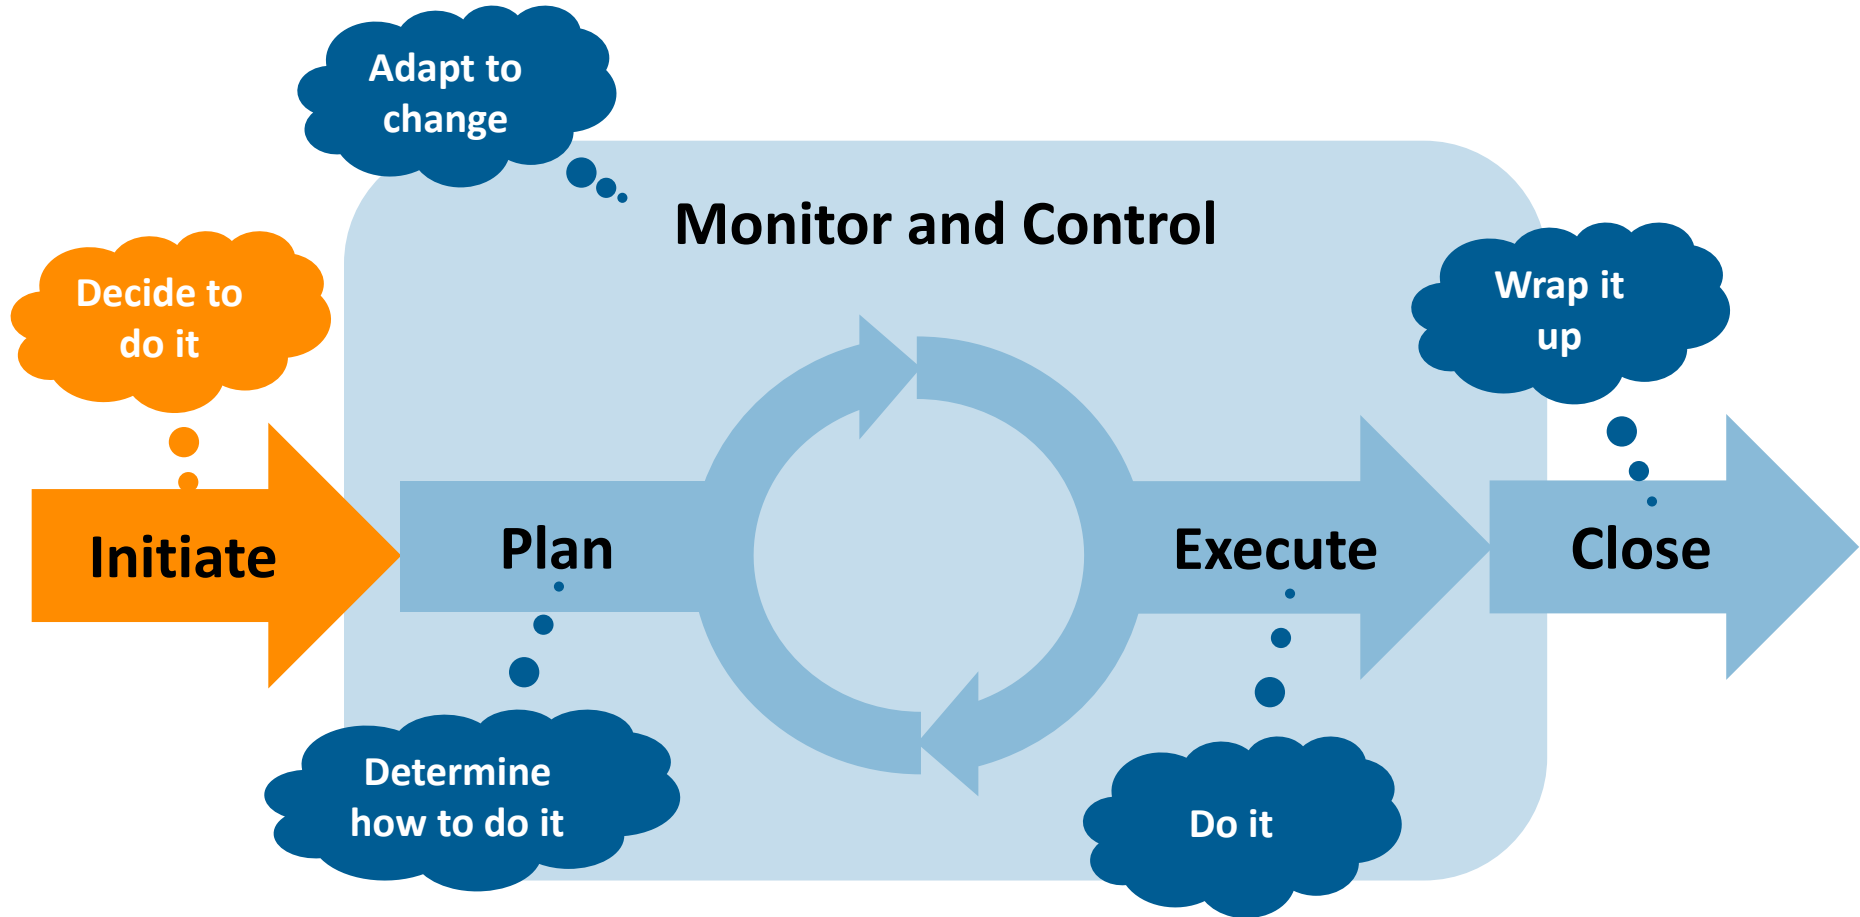 Adapt to
change
Monitor and Control
Decide to
do it
Wrap it
up
Initiate
Plan
Execute
Close
Determine
how to do it
Do it